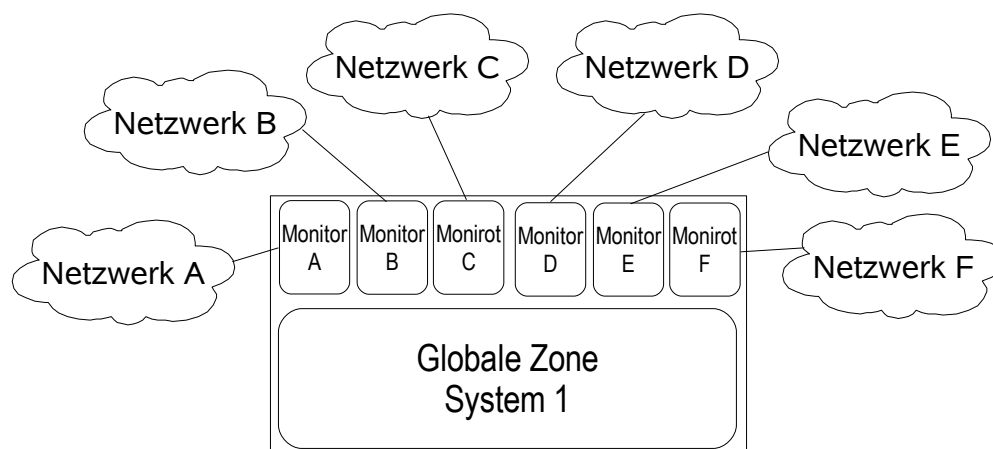 Netzwerk C
Netzwerk D
Netzwerk B
Netzwerk E
Netzwerk A
Netzwerk F
Monitor
A
Monitor
B
Monirot
C
Monitor
D
Monitor
E
Monirot
F
Globale Zone
System 1